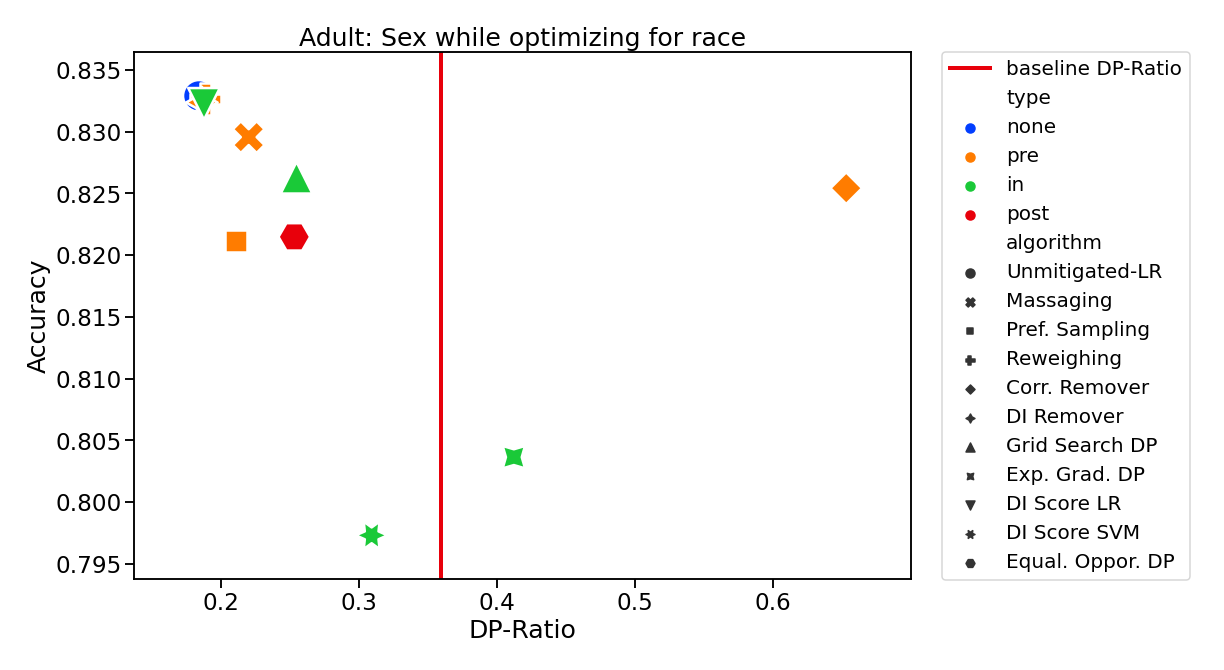 Adult: Sex while optimizing for race
0.835
0.830
0.825
0.820
0.815
0.810
0.805
0.800
0.795
Accuracy
0.2 0.3 0.4 0.5 0.6
DP-Ratio
baseline DP-Ratio
type
none
pre
in
post
algorithm
Unmitigated-LR
Massaging
Pref. Sampling
Reweighing
Corr. Remover
DI Remover
Grid Search DP
Exp. Grad. DP
DI Score LR
DI Score SVM
Equal. Oppor. DP